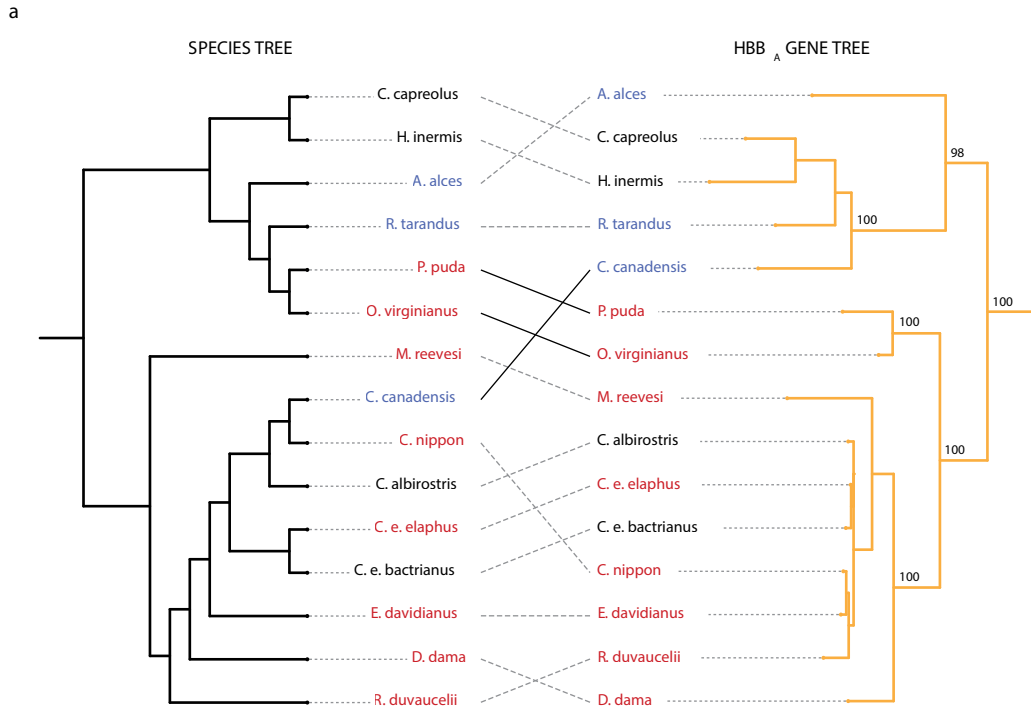 a
SPECIES TREE
C. capreolus
H. inermis
A. alces
R. tarandus
P. puda
O. virginianus
M. reevesi
C. canadensis
C. nippon
C. albirostris
C. e. elaphus
C. e. bactrianus
E. davidianus
D. dama
R. duvaucelii
HBB A GENE TREE
A. alces
C. capreolus
H. inermis
R. tarandus
C. canadensis
P. puda
O. virginianus
M. reevesi
C. albirostris
C. e. elaphus
C. e. bactrianus
C. nippon
E. davidianus
R. duvaucelii
D. dama
98
100
100
100
100
100